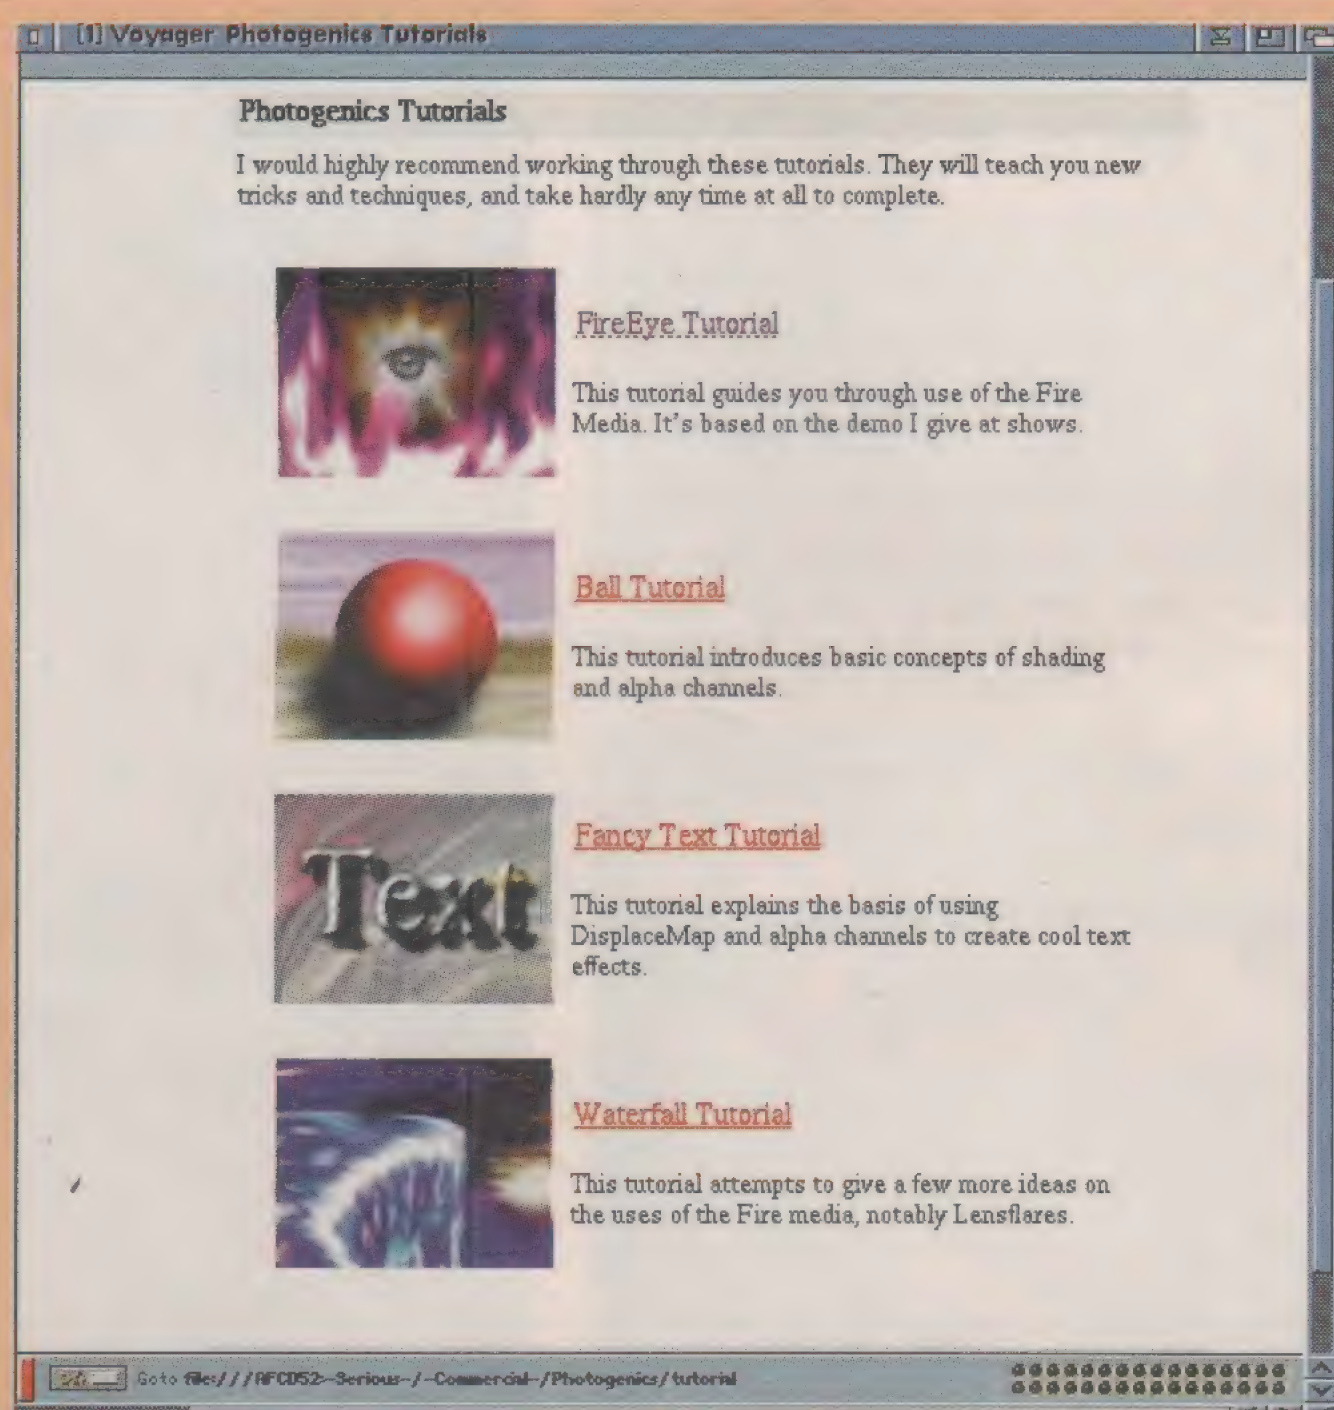 [1] Voyager Photogenics Tutorials
Photogenics Tutorials
I would highly recommend working through these tutorials. They will teach you new
tricks and techniques, and take hardly any time at all to complete.
FireEye Tutorial
This tutorial guides you through use of the Fire
Media. It's based on the demo I give at shows.
Ball Tutorial
This tutorial introduces basic concepts of shading
and alpha channels.
Text
Fancy Text Tutorial
This tutorial explains the basis of using
DisplaceMap and alpha channels to create cool text
effects.
Waterfall Tutorial
This tutorial attempts to give a few more ideas on
the uses of the Fire media, notably Lensflares.
Goto file:///AFCD52:-Serious-/-Commercial-/Photogenics/tutorial